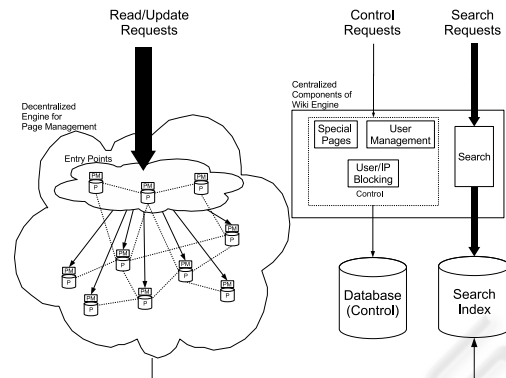 Read/Update
Requests
Control
Requests
Search
Requests
Decentralized
Engine for
Page Management
Centralized
Components of
Wiki Engine
Entry Points
PM
P
PM
P
PM
P
PM
P
PM
P
PM
P
PM
P
PM
P
PM
P
PM
P
Special
Pages
User
Management
User/IP
Blocking
Control
Search
Database
(Control)
Search
Index